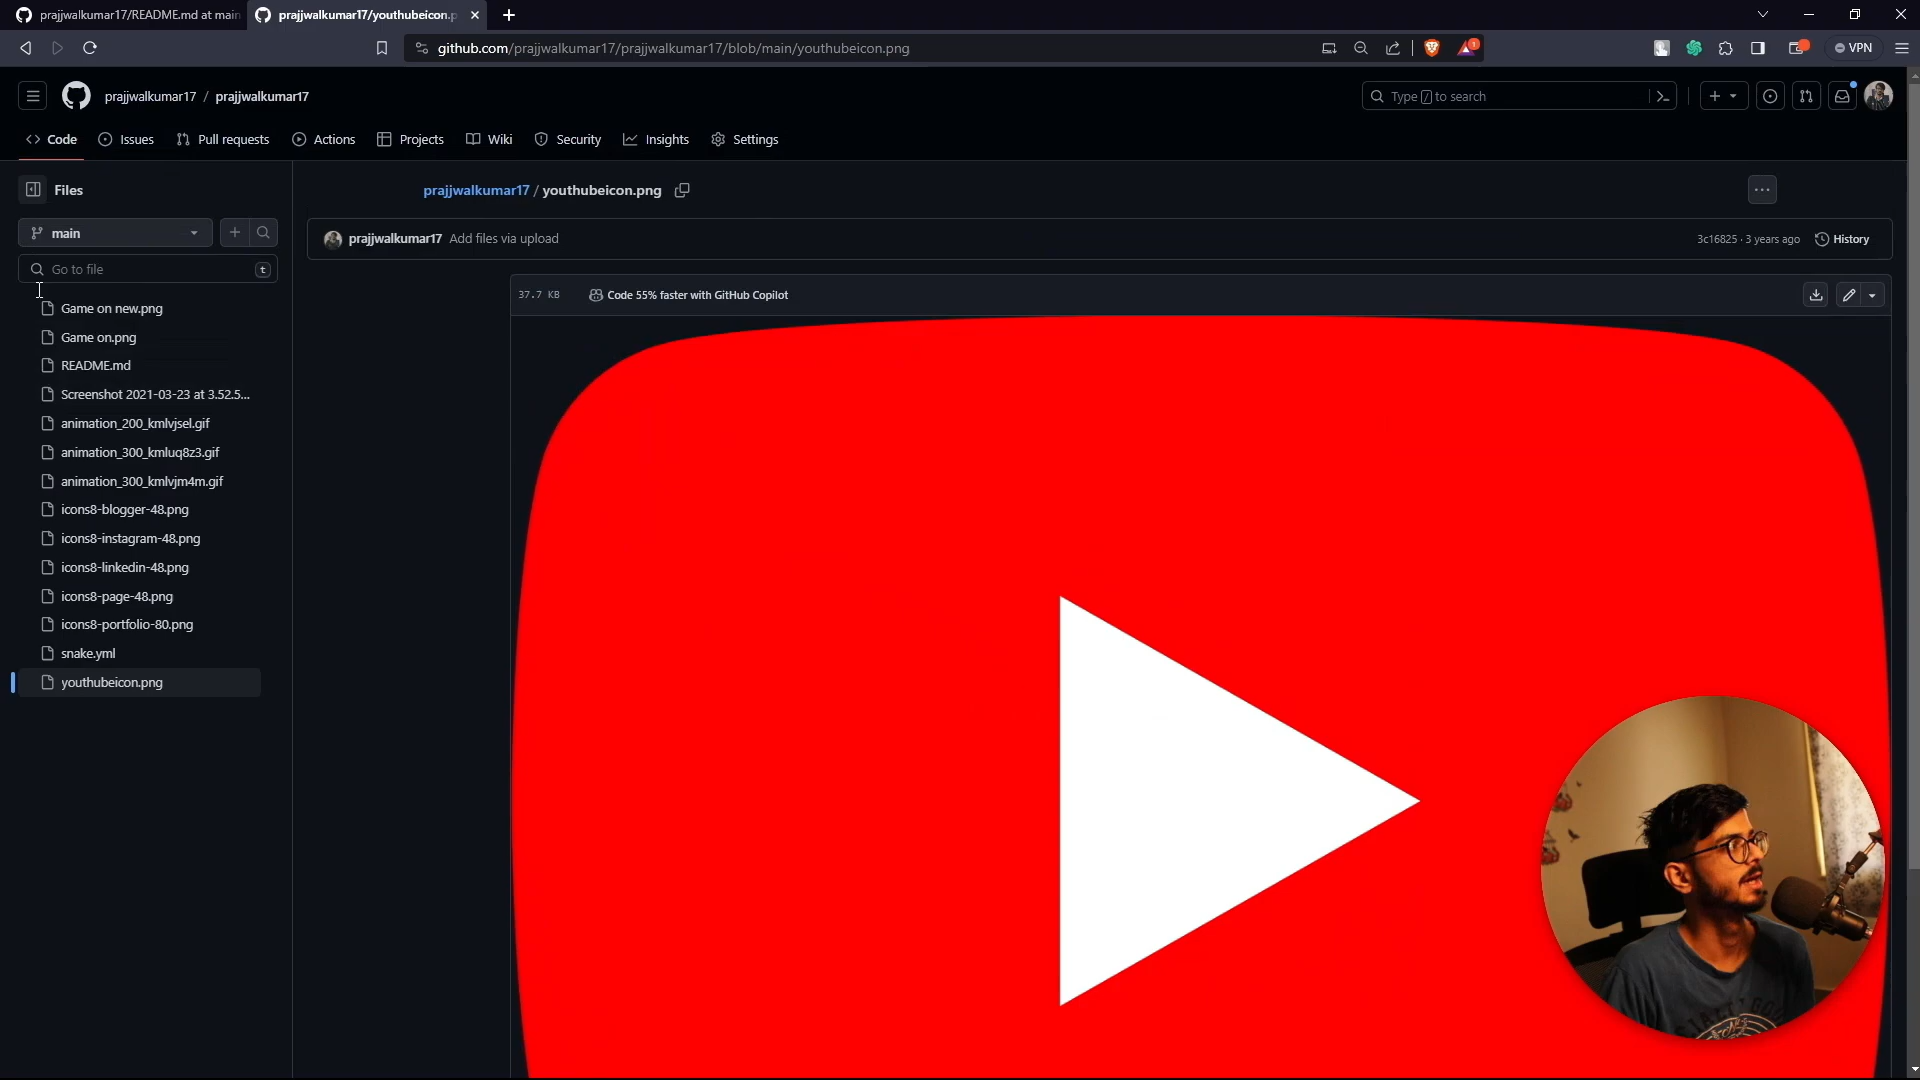 prajjwalkumar17/README.md at main
prajjwalkumar17/youthubeicon.p
github.com/prajjwalkumar17/prajjwalkumar17/blob/main/youthubeicon.png
1
VPN
prajjwalkumar17 / prajjwalkumar17
Type / to search
Code
Issues
Pull requests
Actions
Projects
Wiki
Security
Insights
Settings
Files
prajjwalkumar17 / youthubeicon.png
main
prajjwalkumar17 Add files via upload
3c16825 · 3 years ago
History
Go to file
t
37.7 KB
Code 55% faster with GitHub Copilot
Game on new.png
Game on.png
README.md
Screenshot 2021-03-23 at 3.52.5...
animation_200_kmlvjsel.gif
animation_300_kmluq8z3.gif
animation_300_kmlvjm4m.gif
icons8-blogger-48.png
icons8-instagram-48.png
icons8-linkedin-48.png
icons8-page-48.png
icons8-portfolio-80.png
snake.yml
youthubeicon.png